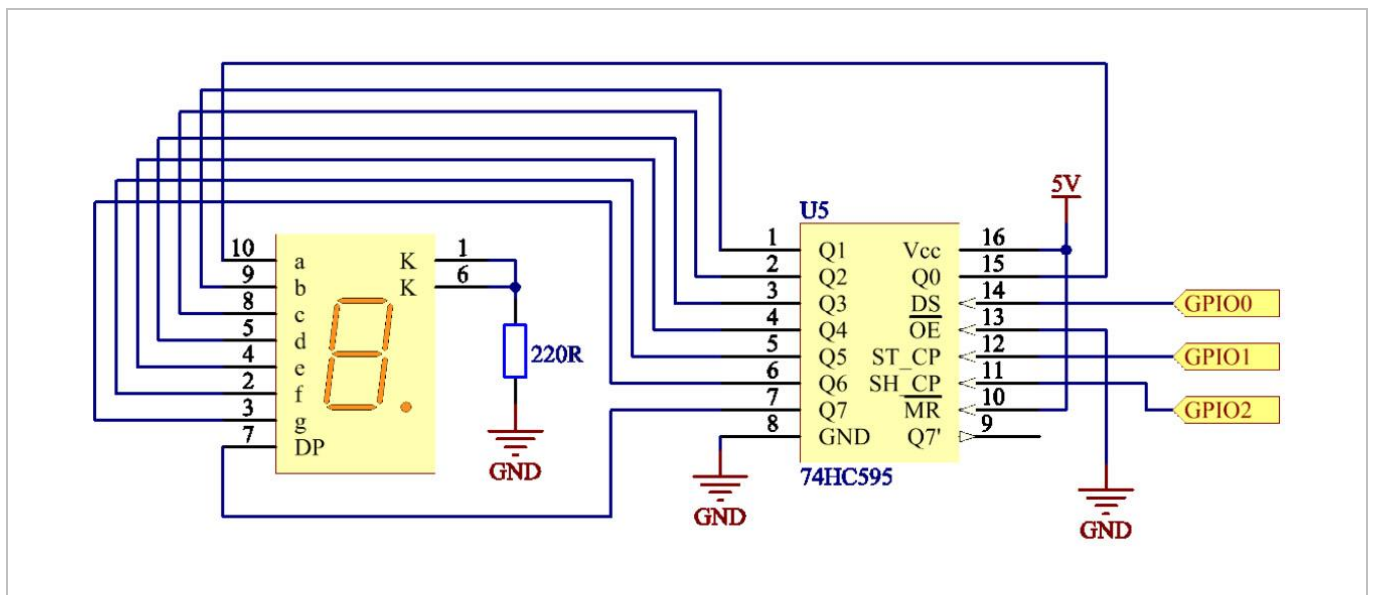 5V
U5
10 a K 1
9 b K 6
8 c
5 d
4 e
2 f
3 g
7 DP
220R
GND
1 Q1 Vcc 16
2 Q2 Q0 15
3 Q3 DS 14 GPIO0
4 Q4 OE 13
5 Q5 ST_CP 12 GPIO1
6 Q6 SH_CP 11
7 Q7 MR 10 GPIO2
8 GND Q7' 9
74HC595
GND
GND